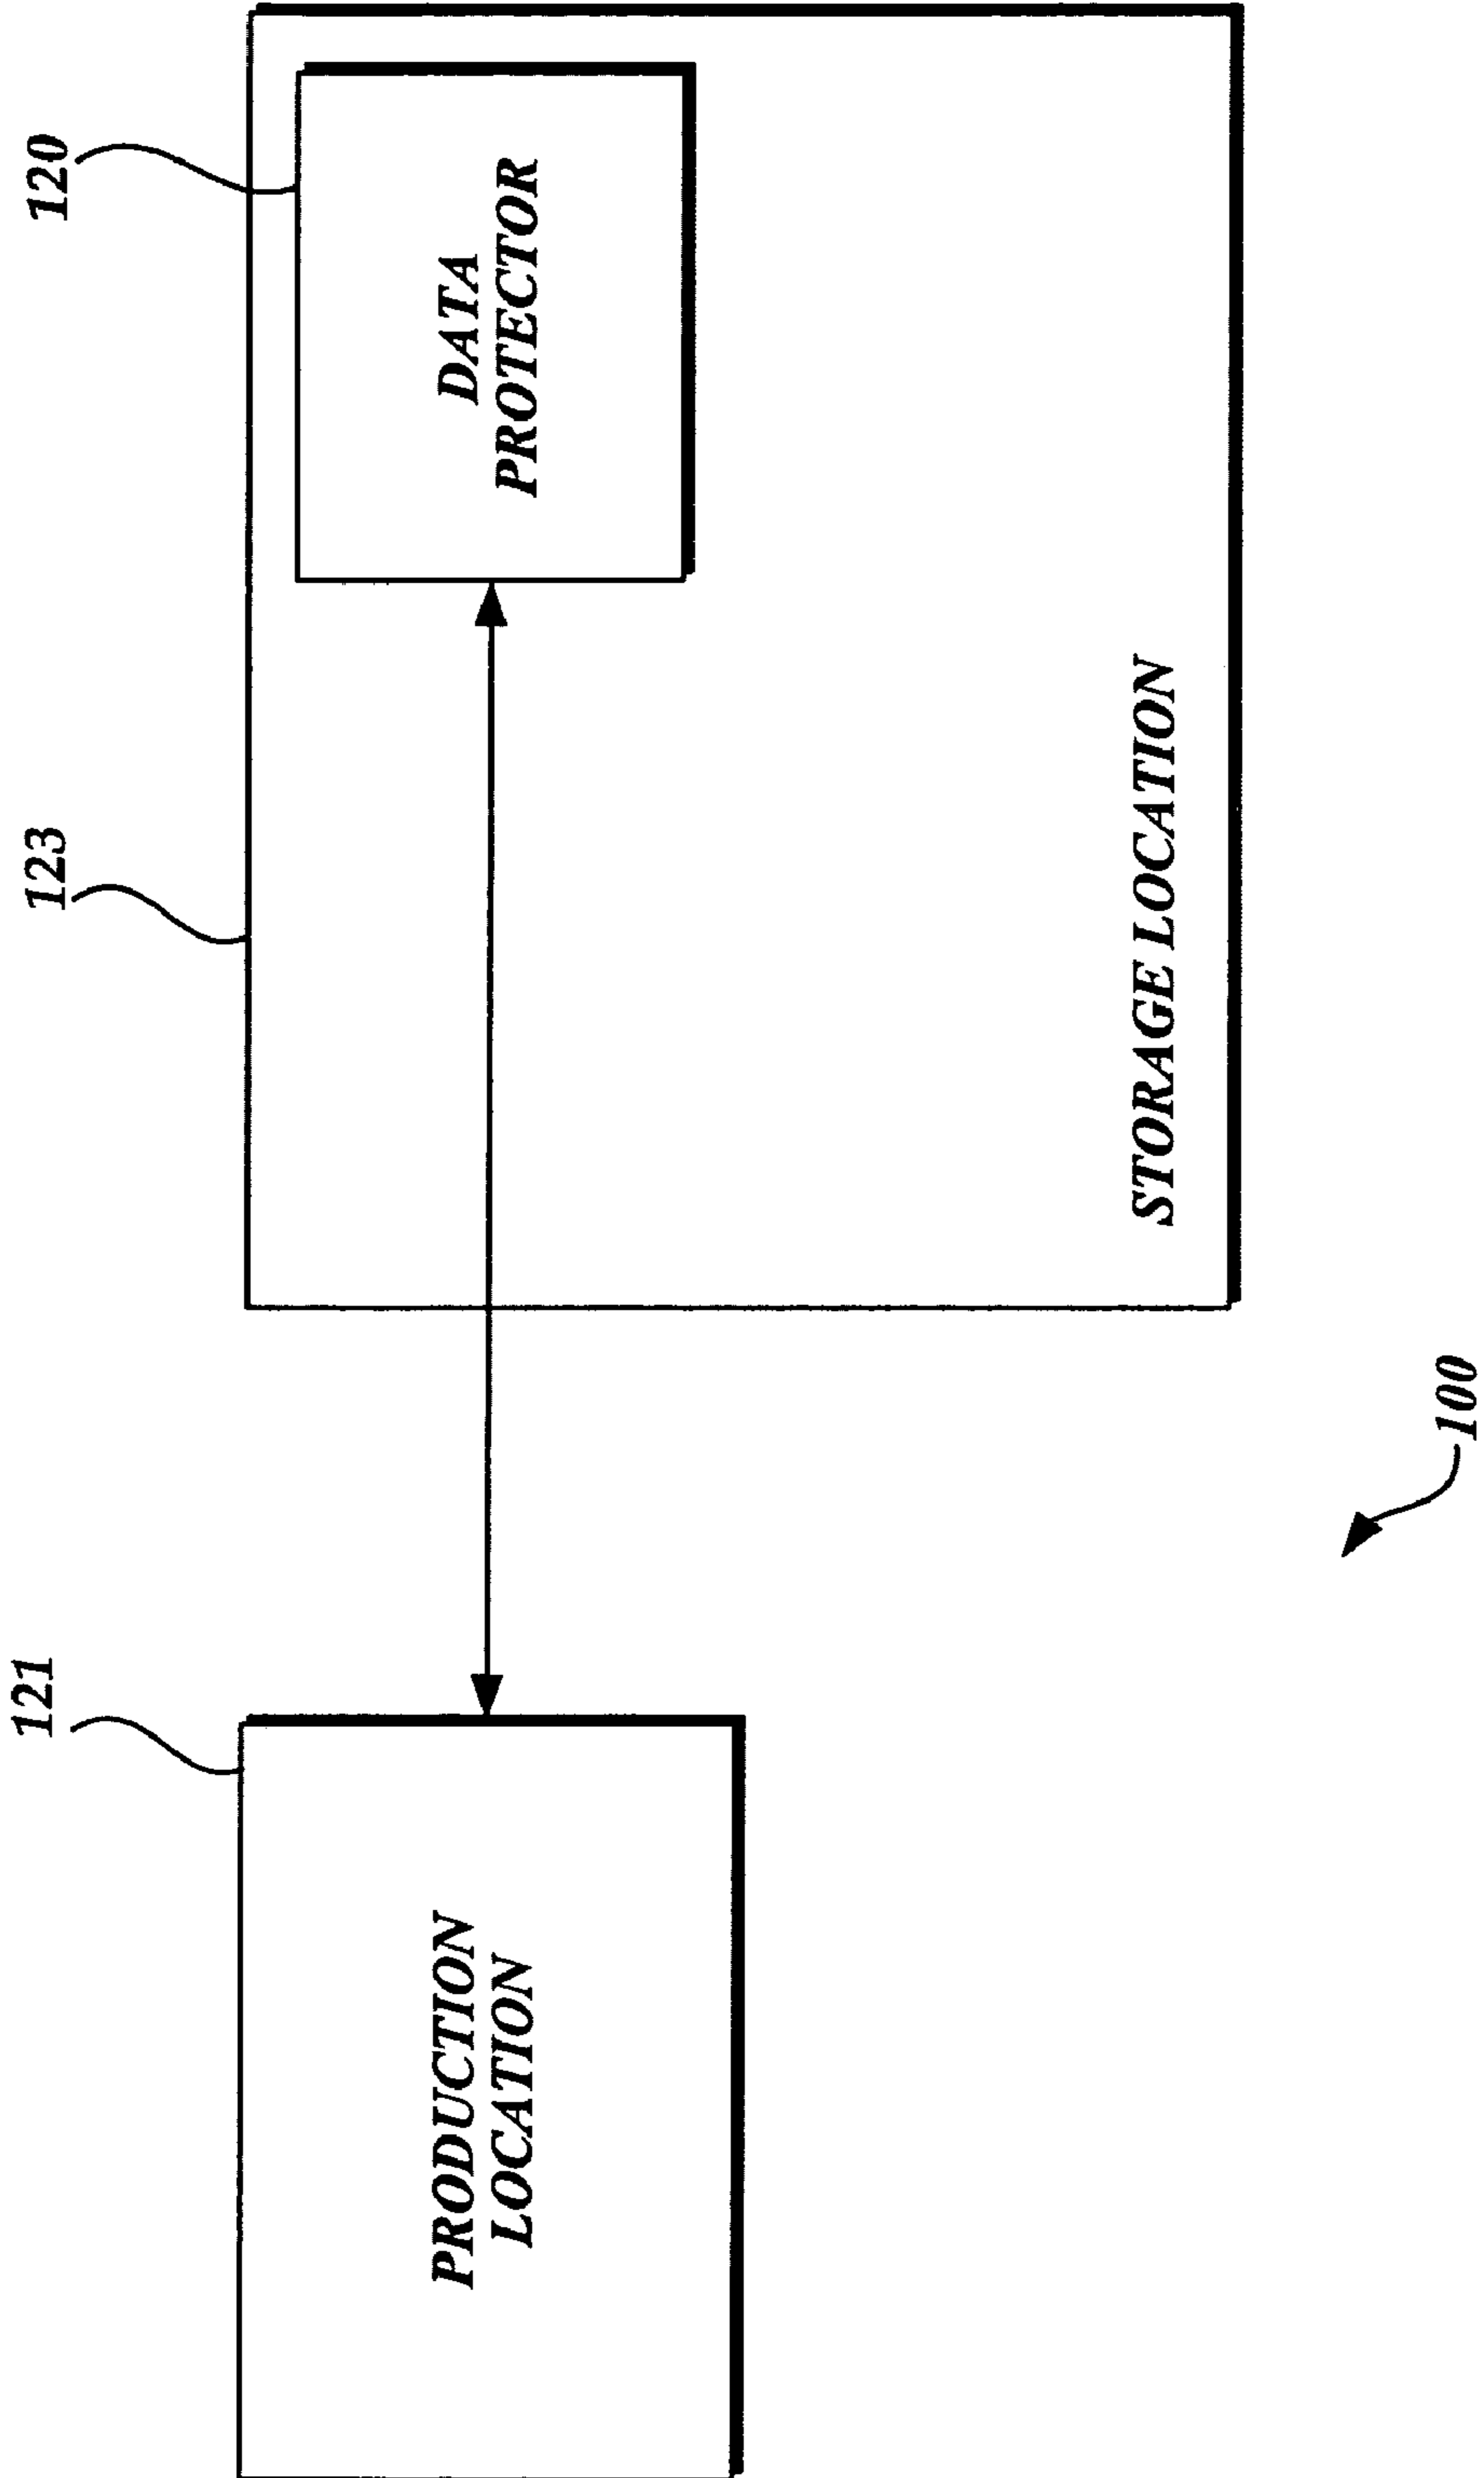 121
123
120
PRODUCTION
LOCATION
DATA
PROTECTOR
STORAGE LOCATION
100